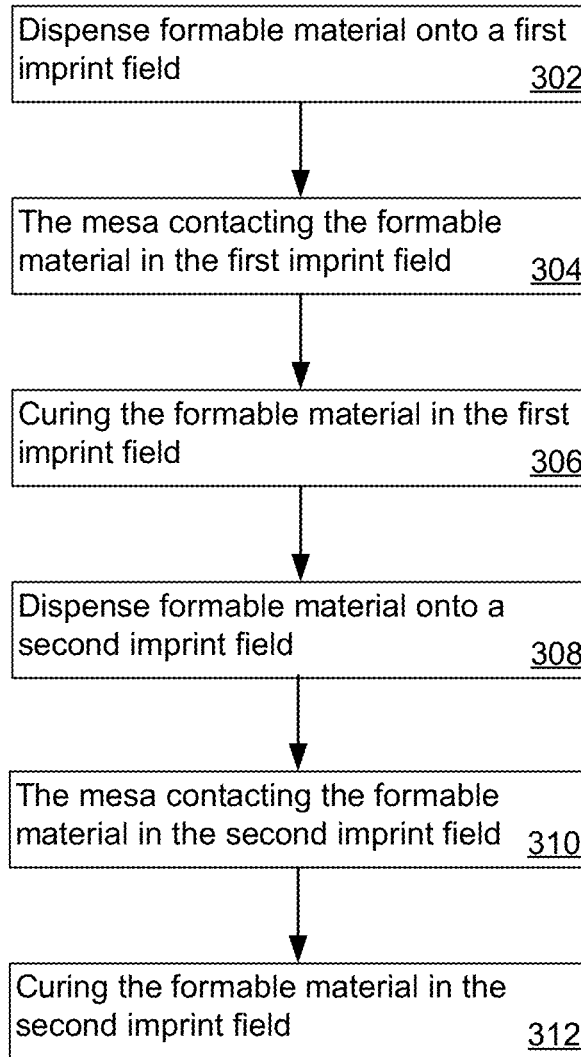 Dispense formable material onto a first
imprint field
302
The mesa contacting the formable
material in the first imprint field
304
Curing the formable material in the first
imprint field
306
Dispense formable material onto a
second imprint field
308
The mesa contacting the formable
material in the second imprint field
310
Curing the formable material in the
second imprint field
312